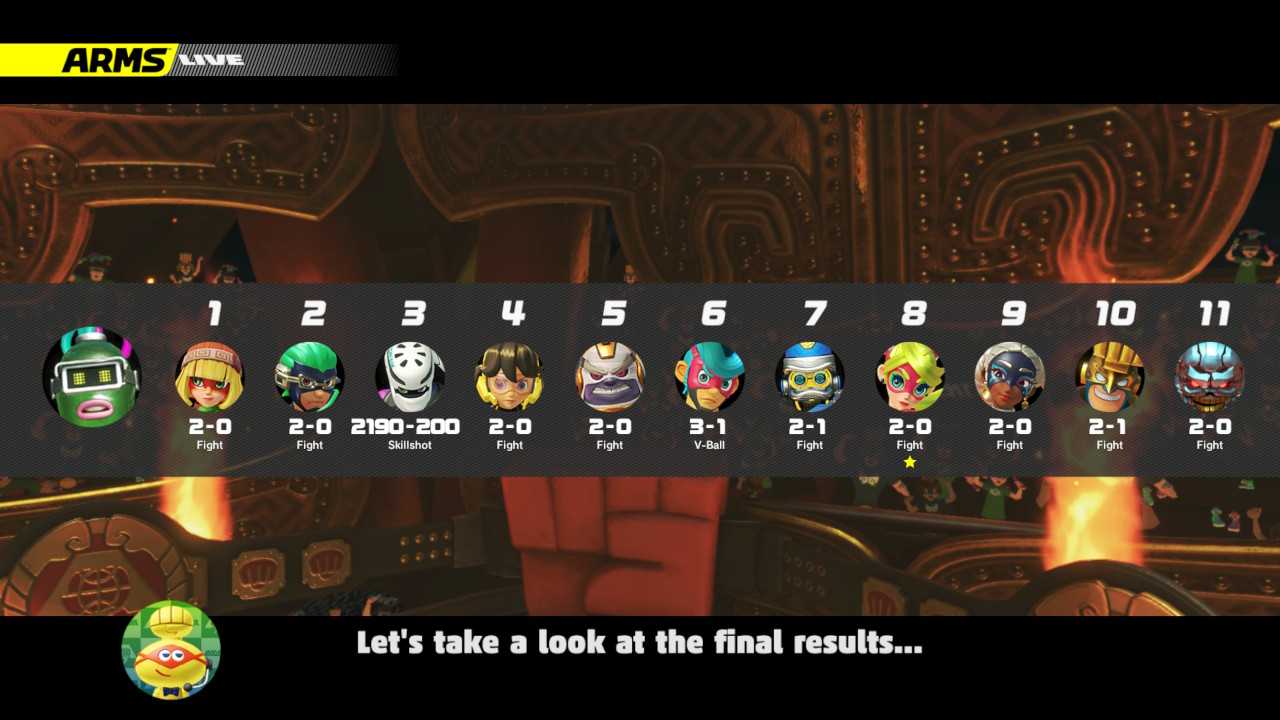 ARMS LIVE
1 2 3 4 5 6 7 8 9 10 11
2-0 2-0 2190-200 2-0 2-0 3-1 2-1 2-0 2-0 2-1 2-0
Fight Fight Skillshot Fight Fight V-Ball Fight Fight Fight Fight Fight
Let's take a look at the final results...